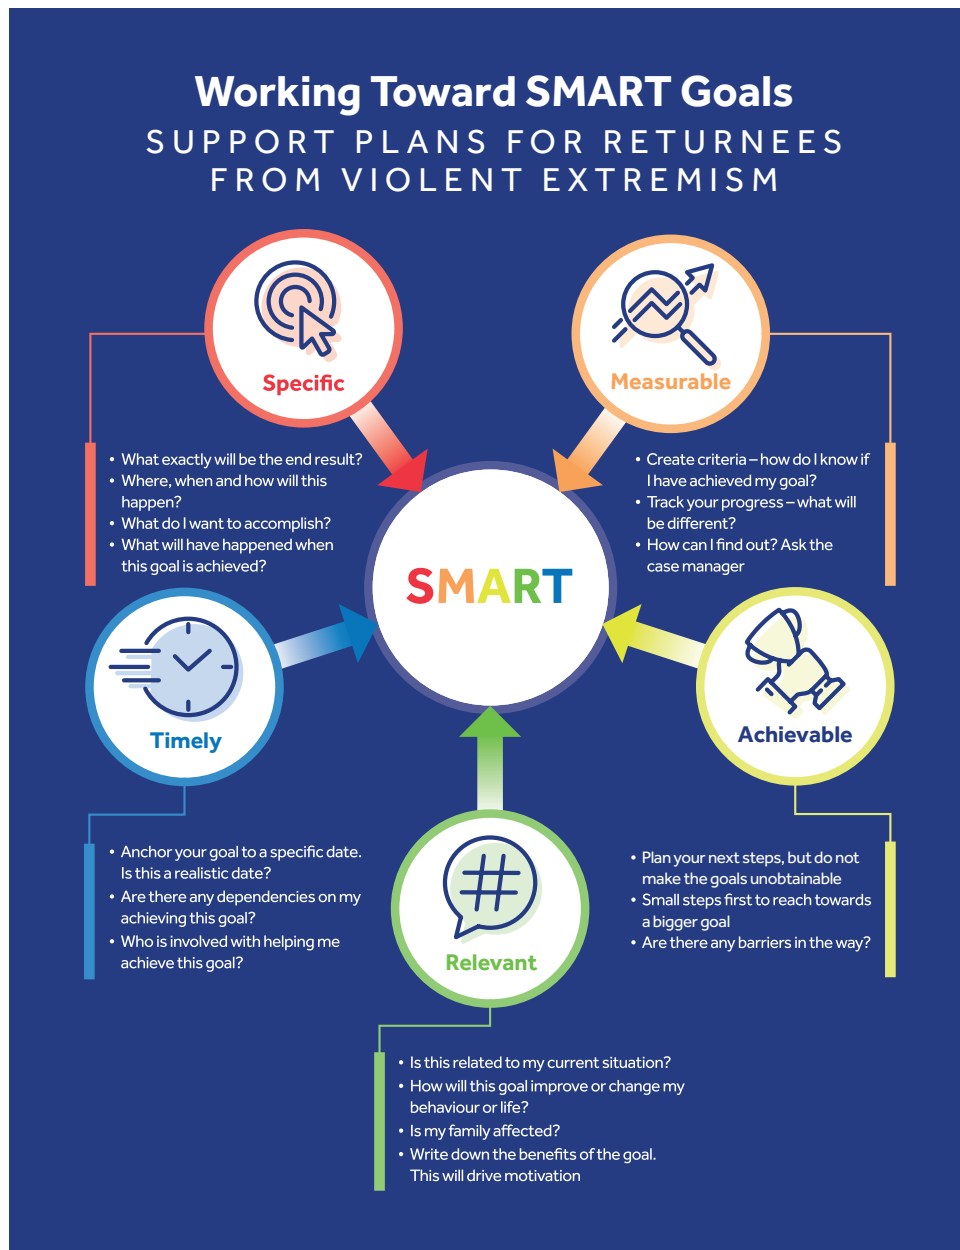 Working Toward SMART Goals
SUPPORT PLANS FOR RETURNEES
FROM VIOLENT EXTREMISM
Specific
• What exactly will be the end result?
• Where, when and how will this
happen?
• What do I want to accomplish?
• What will have happened when
this goal is achieved?
Measurable
• Create criteria – how do I know if
I have achieved my goal?
• Track your progress – what will
be different?
• How can I find out? Ask the
case manager
SMART
Timely
• Anchor your goal to a specific date.
Is this a realistic date?
• Are there any dependencies on my
achieving this goal?
• Who is involved with helping me
achieve this goal?
Achievable
• Plan your next steps, but do not
make the goals unobtainable
• Small steps first to reach towards
a bigger goal
• Are there any barriers in the way?
#
Relevant
• Is this related to my current situation?
• How will this goal improve or change my
behaviour or life?
• Is my family affected?
• Write down the benefits of the goal.
This will drive motivation